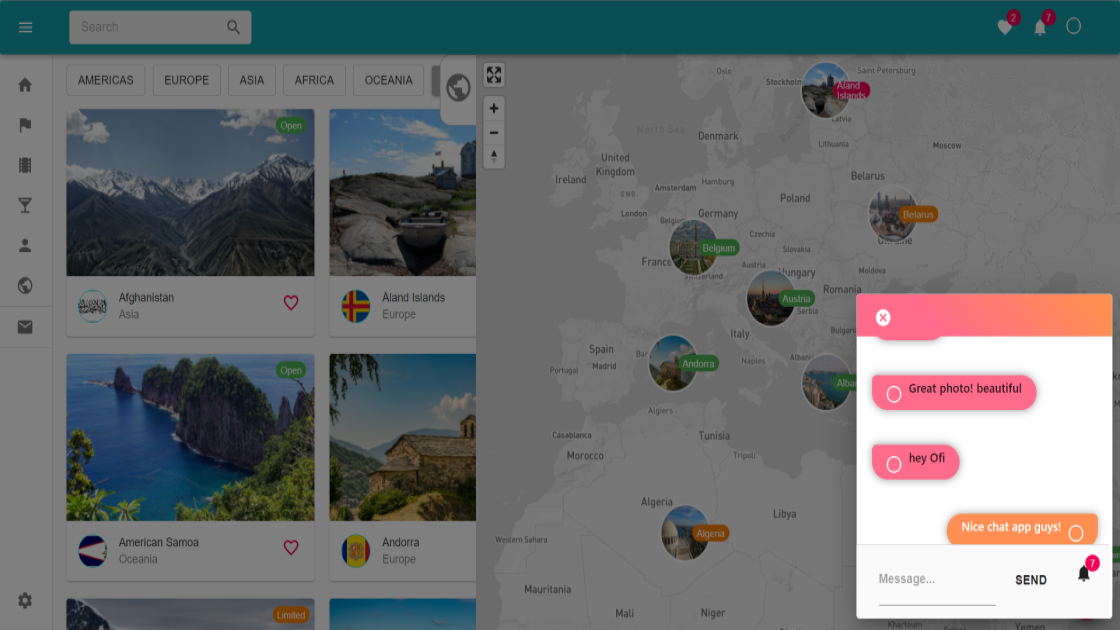 Search
2
7
AMERICAS
EUROPE
ASIA
AFRICA
OCEANIA
Open
Afghanistan
Asia
Åland Islands
Europe
Open
American Samoa
Oceania
Andorra
Europe
Limited
Oslo
Stockholm
Saint Petersburg
Åland
Islands
Latvia
North Sea
Denmark
Lithuania
Moscow
United
Kingdom
Ireland
Hamburg
Belarus
Amsterdam
ENG.
Poland
London
Germany
Belarus
Belgium
Czechia
Ukraine
Belgium
Slovakia
France
Austria
Switzerland
Hungary
Moldova
Romania
Austria
Serbia
Italy
Spain
Madrid
Portugal
Naples
Andorra
Algiers
Casablanca
Tunisia
Morocco
Tripoli
Algeria
Libya
Algeria
Western Sahara
Mauritania
Mali
Niger
Khartoum
Yemen
Great photo! beautiful
hey Ofi
Nice chat app guys!
Message...
SEND
7